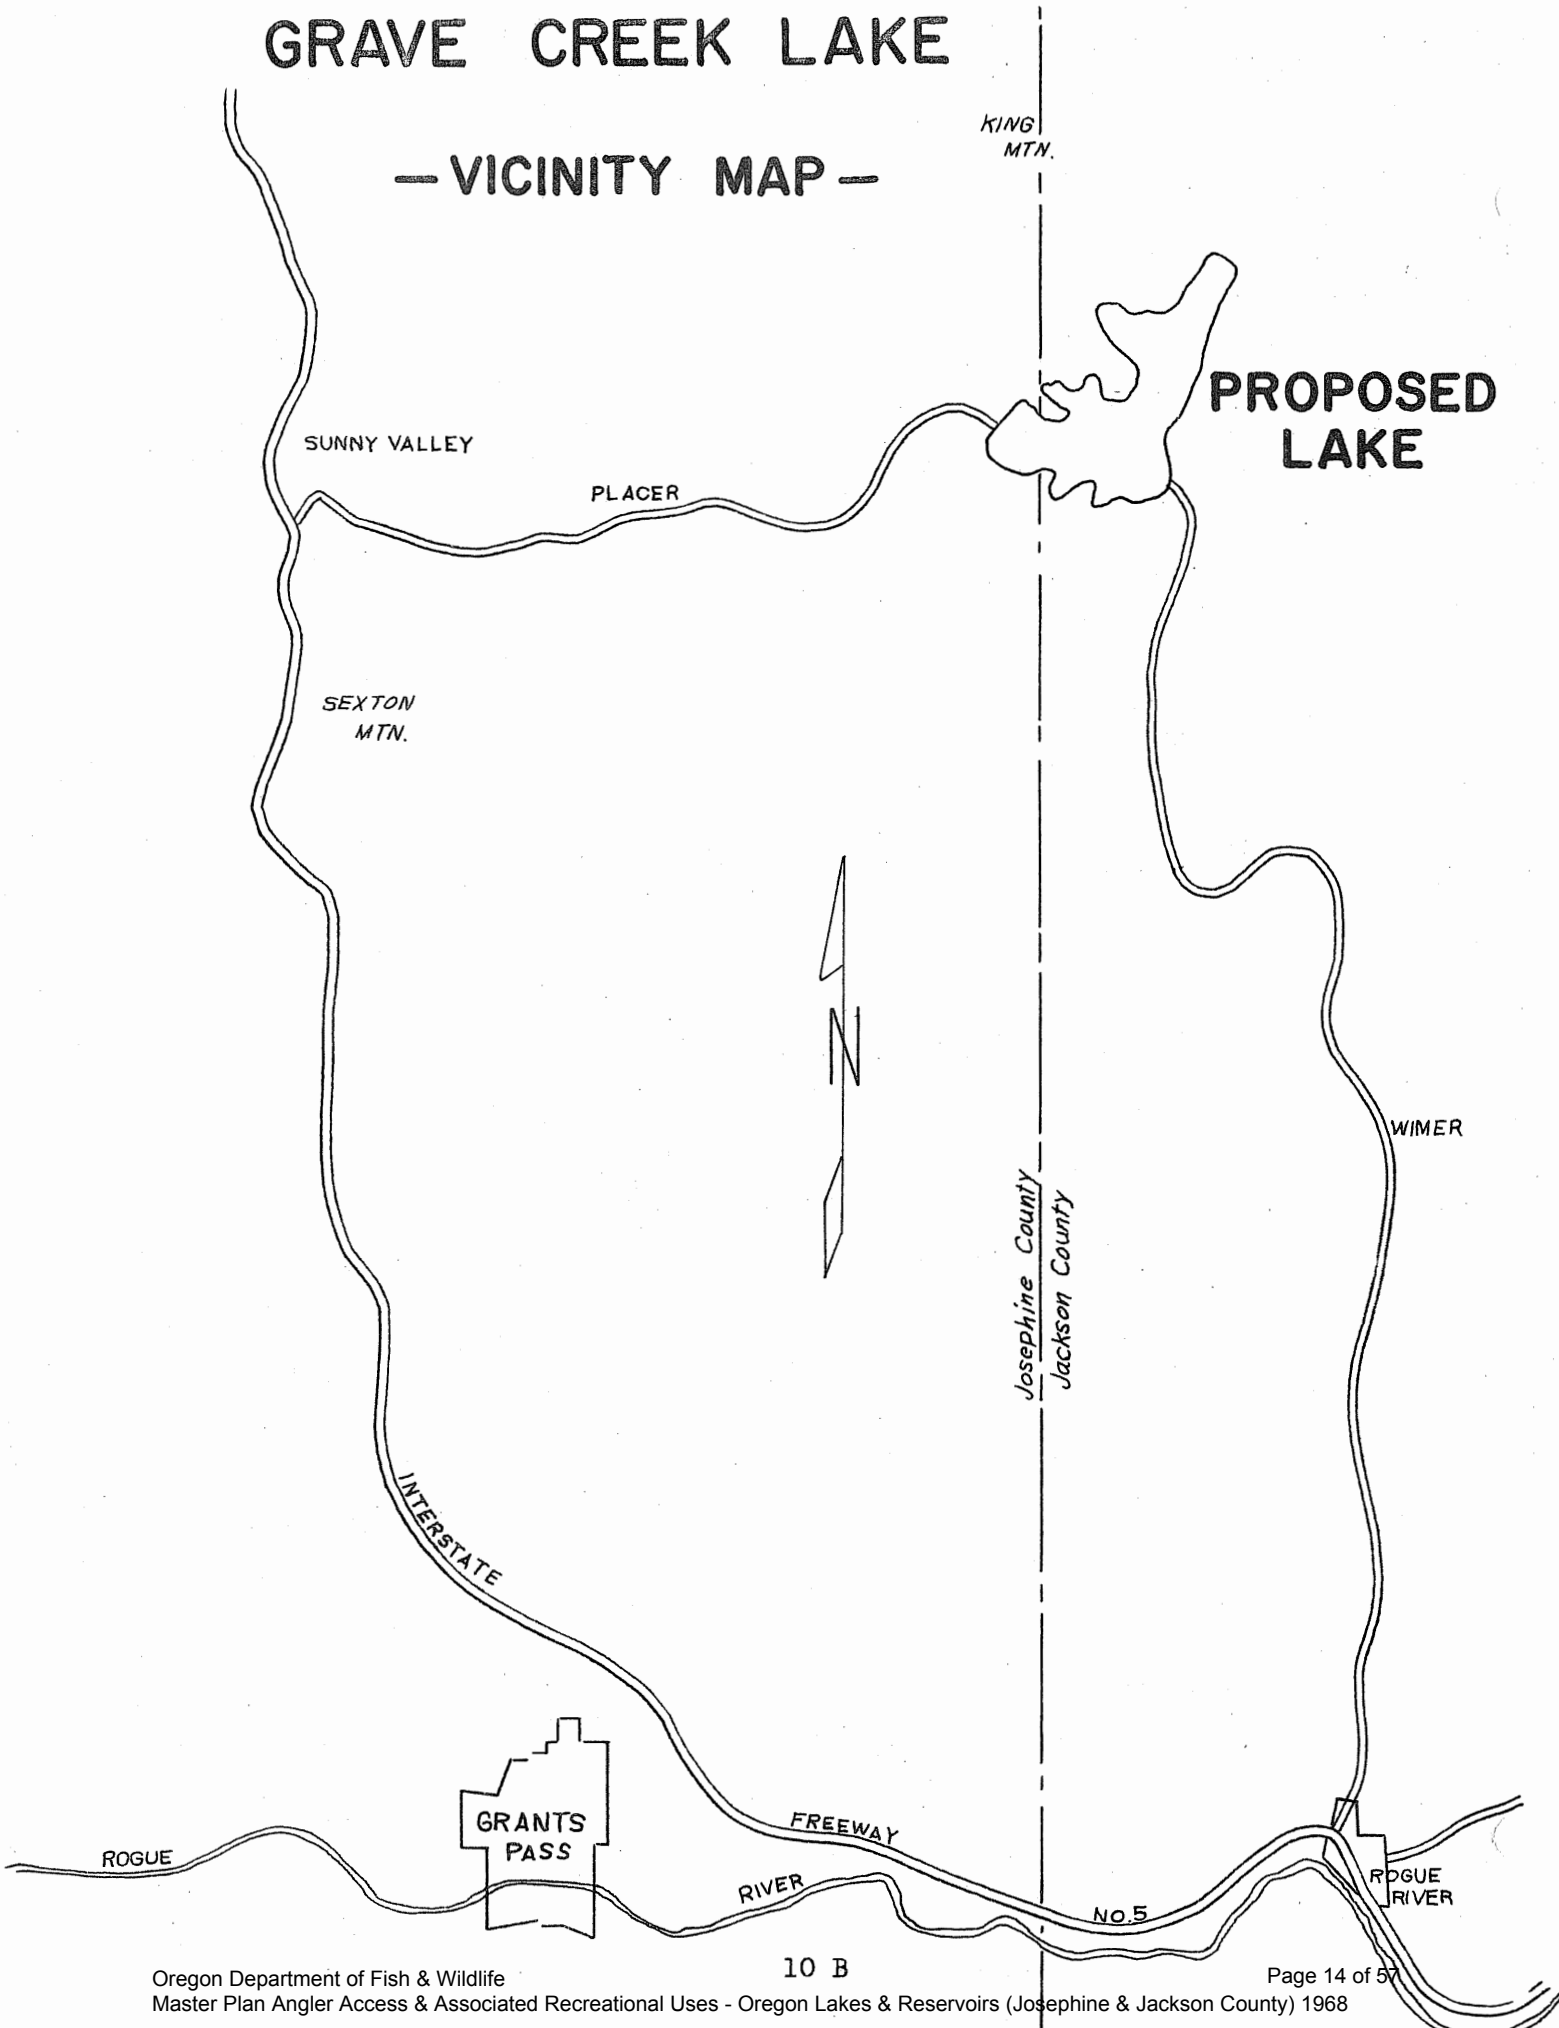 GRAVE CREEK LAKE
KING
MTN.
— VICINITY MAP —
PROPOSED
LAKE
SUNNY VALLEY
PLACER
SEXTON
MTN.
N
WIMER
Josephine County
Jackson County
INTERSTATE
GRANTS
PASS
FREEWAY
ROGUE
RIVER
ROGUE
RIVER
NO.5
10 B
Oregon Department of Fish & Wildlife
Page 14 of 57
Master Plan Angler Access & Associated Recreational Uses - Oregon Lakes & Reservoirs (Josephine & Jackson County) 1968